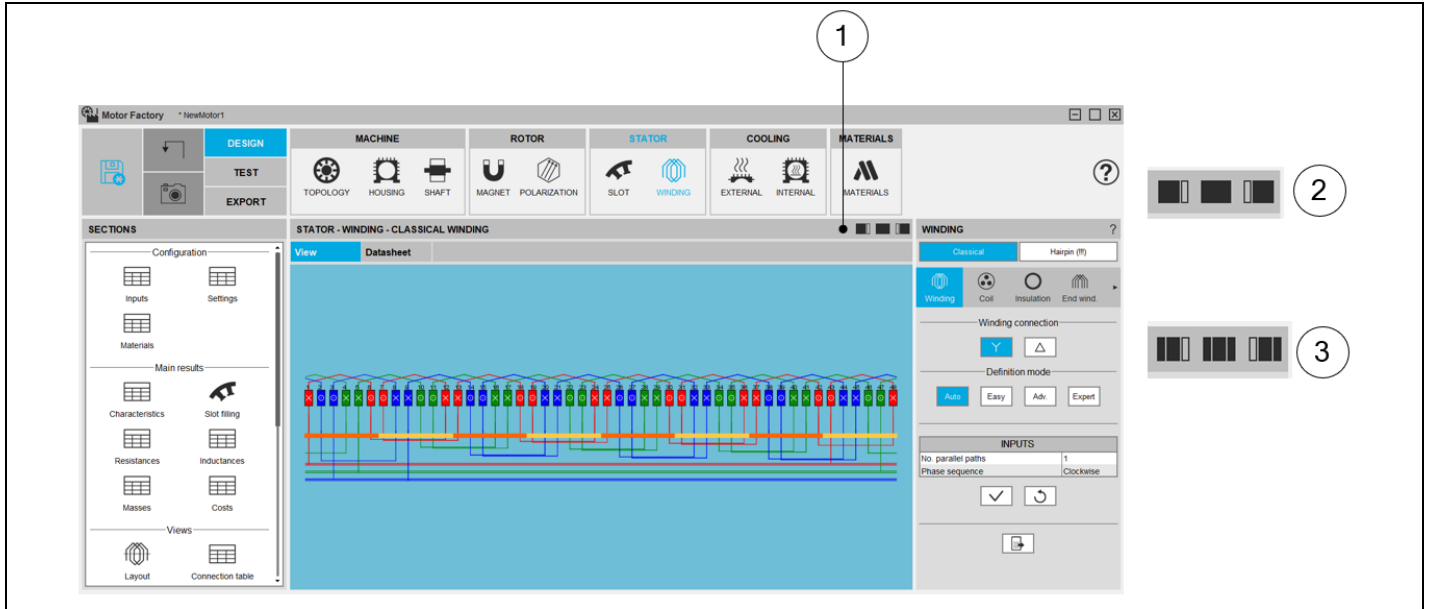 1
Motor Factory * NewMotor1
DESIGN
TEST
EXPORT
MACHINE
TOPOLOGY HOUSING SHAFT
ROTOR
MAGNET POLARIZATION
STATOR
SLOT WINDING
COOLING
EXTERNAL INTERNAL
MATERIALS
MATERIALS
?
2
3
SECTIONS
Configuration
Inputs Settings
Materials
Main results
Characteristics Slot filling
Resistances Inductances
Masses Costs
Views
Layout Connection table
STATOR - WINDING - CLASSICAL WINDING
View Datasheet
WINDING ?
Classical Hairpin (!!!)
Winding Coil Insulation End wind.
Winding connection
Definition mode
Auto Easy Adv. Expert
INPUTS
No. parallel paths 1
Phase sequence Clockwise